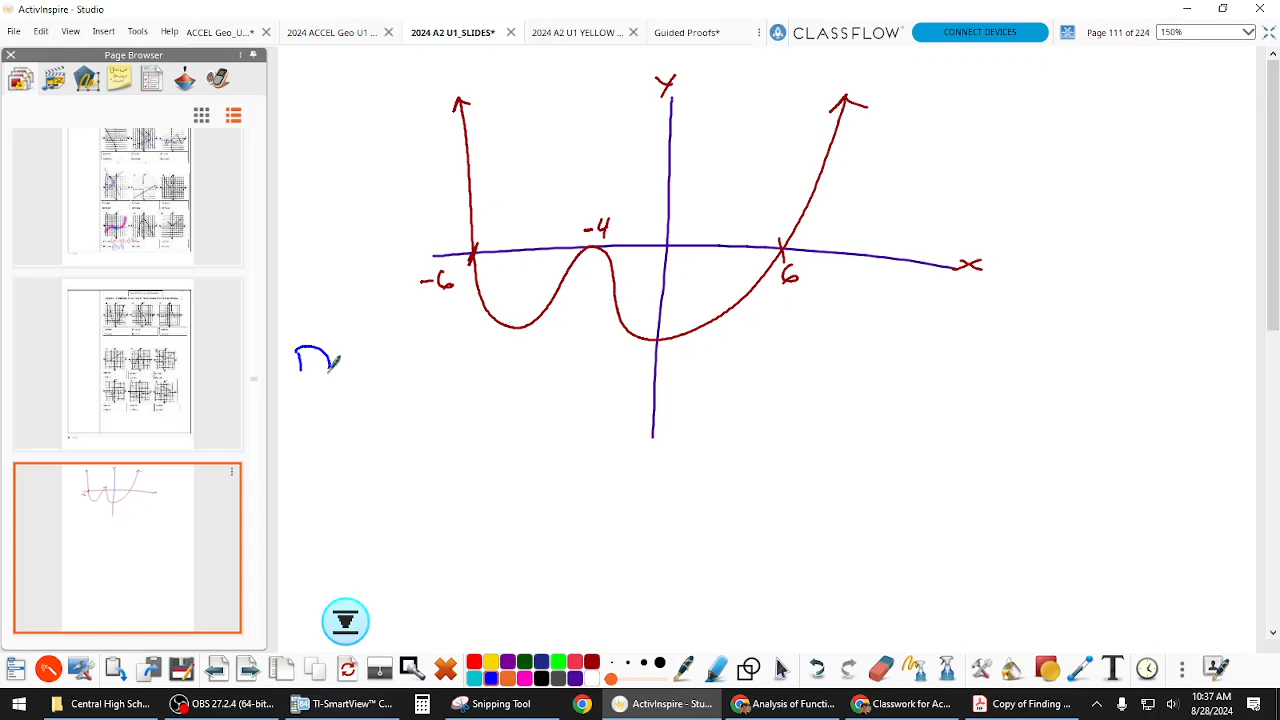 ActivInspire - Studio
File Edit View Insert Tools Help ACCEL Geo_U...* 2024 ACCEL Geo U1 ... 2024 A2 U1_SLIDES* 2024 A2 U1 YELLOW ... Guided Proofs* CLASSFLOW CONNECT DEVICES Page 111 of 224 150%
Page Browser
Y
-4
-6
6
X
Central High Sch... OBS 27.2.4 (64-bit... TI-SmartView™ C... Snipping Tool ActivInspire - Stud... Analysis of Functi... Classwork for Ac... Copy of Finding ... 10:37 AM
8/28/2024